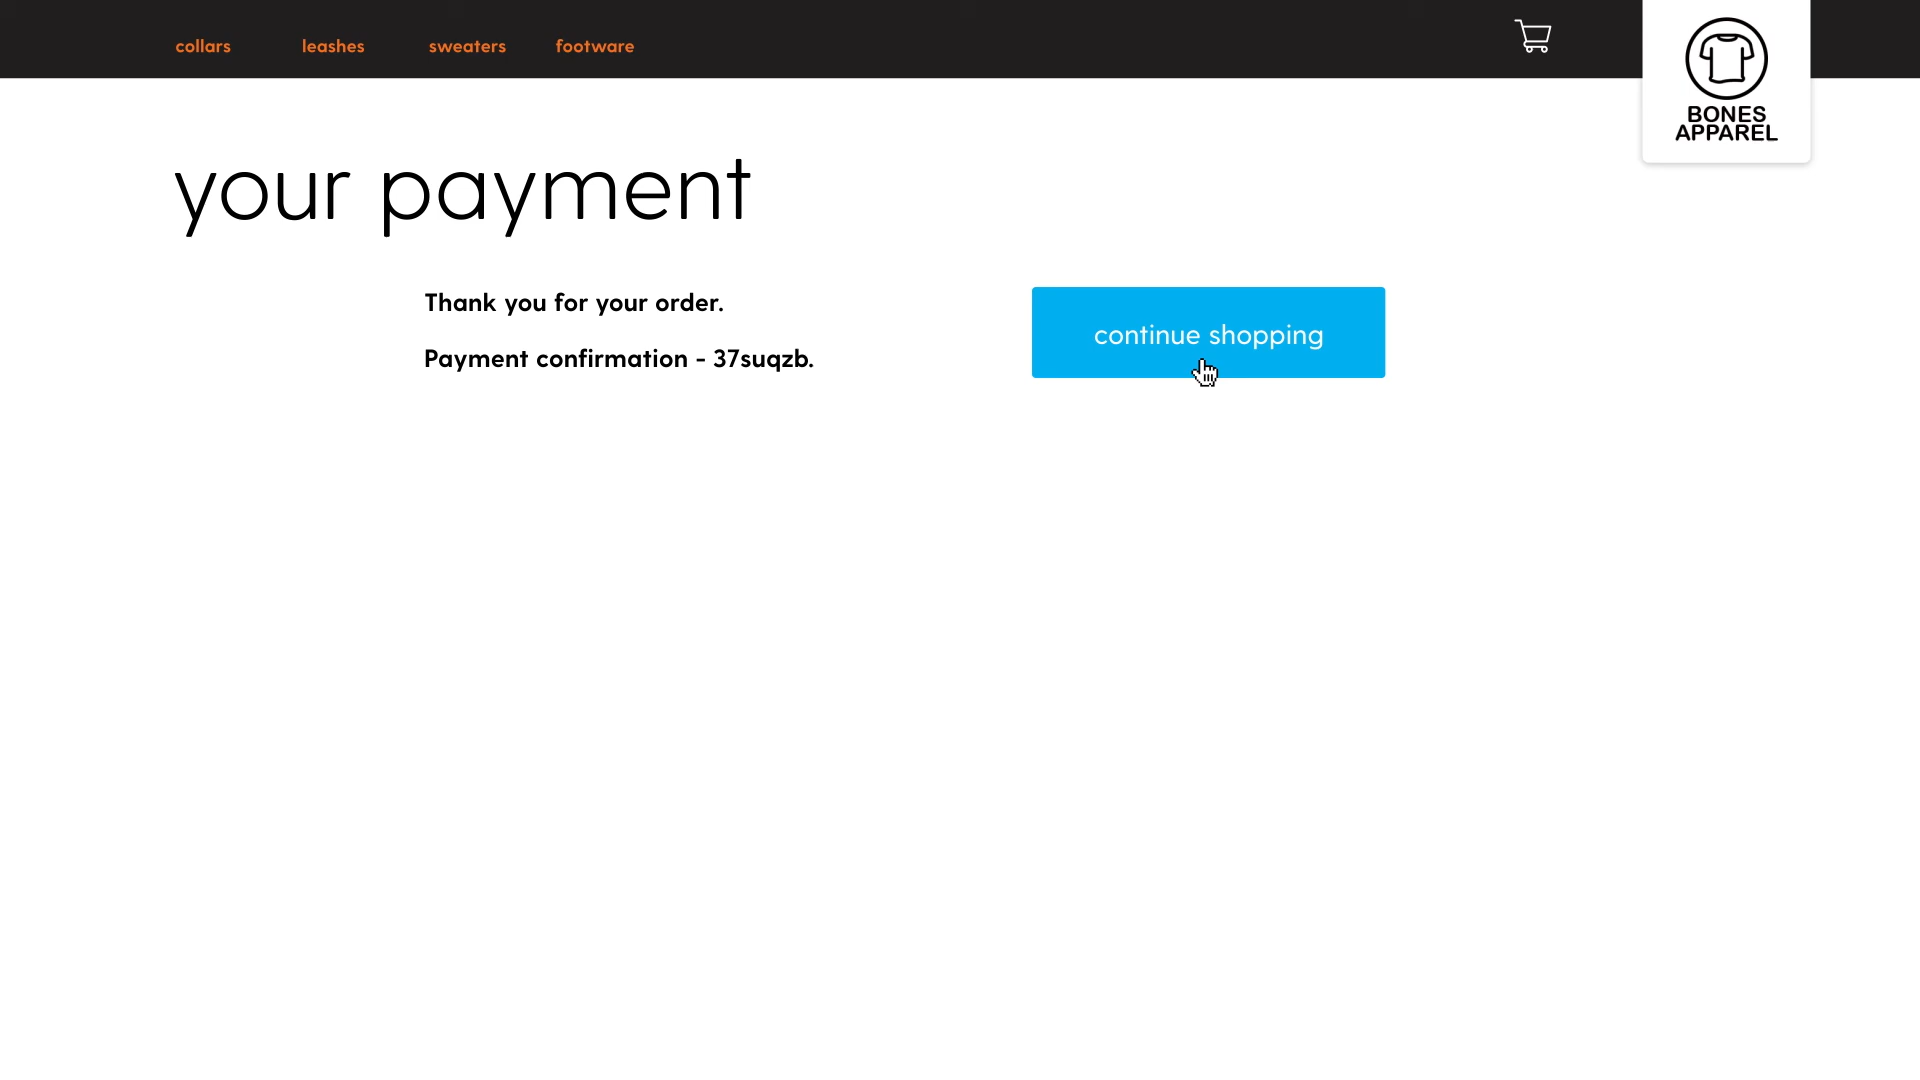 collars leashes sweaters footware
BONES
APPAREL
your payment
Thank you for your order.
continue shopping
Payment confirmation - 37suqzb.